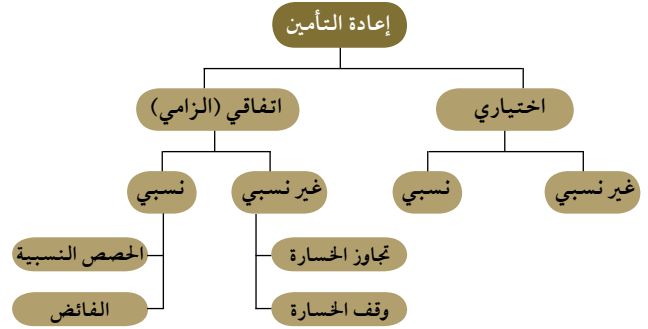 إعادة التأمين
اختياري
اتفاقي (الزامي)
غير نسبي
نسبي
غير نسبي
نسبي
تجاوز الخسارة
الحصص النسبية
وقف الخسارة
الفائض